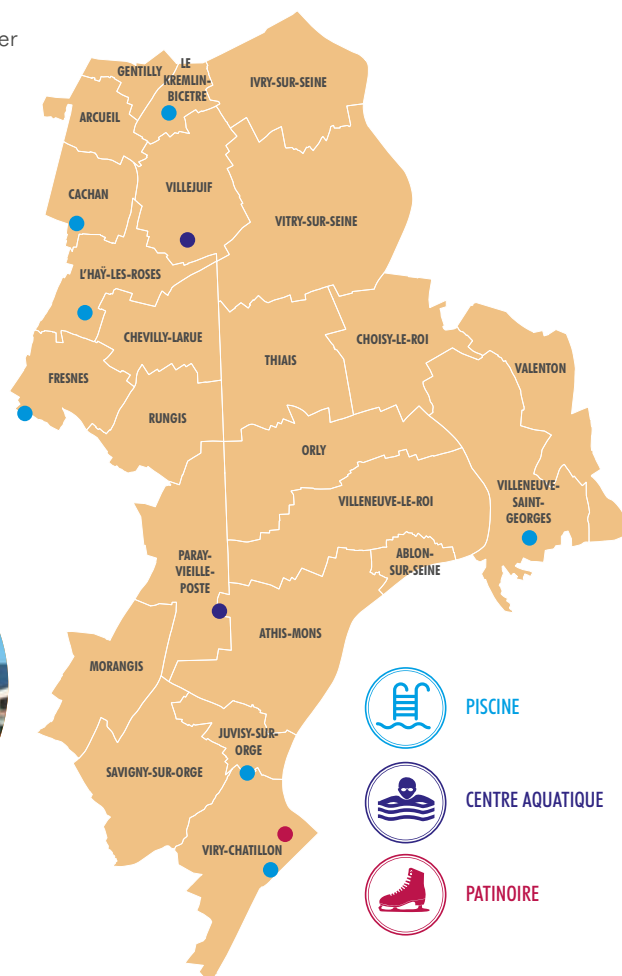 er
GENTILLY
LE
KREMLIN-
BICETRE
IVRY-SUR-SEINE
ARCUEIL
CACHAN
VILLEJUIF
VITRY-SUR-SEINE
L'HAŸ-LES-ROSES
CHEVILLY-LARUE
THIAIS
CHOISY-LE-ROI
VALENTON
FRESNES
RUNGIS
ORLY
VILLENEUVE-LE-ROI
VILLENEUVE-
SAINT-
GEORGES
PARAY-
VIEILLE-
POSTE
ABLON-
SUR-SEINE
ATHIS-MONS
MORANGIS
JUVISY-SUR-
ORGE
SAVIGNY-SUR-ORGE
VIRY-CHATILLON
PISCINE
CENTRE AQUATIQUE
PATINOIRE